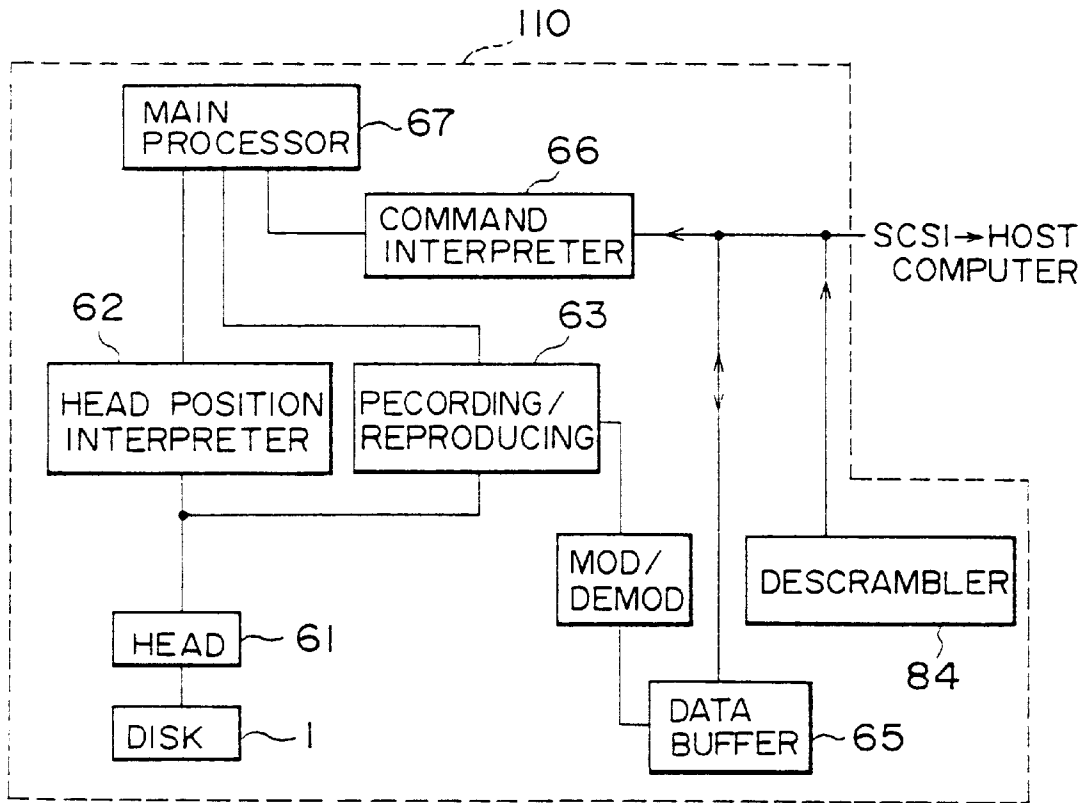 110
MAIN
PROCESSOR
67
66
COMMAND
INTERPRETER
SCSI→HOST
COMPUTER
62
63
HEAD POSITION
INTERPRETER
PECORDING/
REPRODUCING
MOD/
DEMOD
DESCRAMBLER
84
HEAD
61
DATA
BUFFER
65
DISK
1